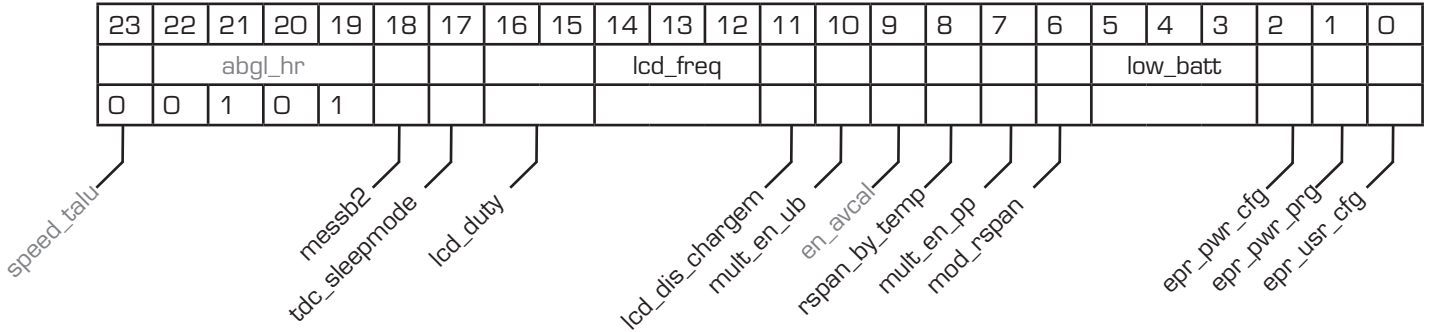 23 22 21 20 19 18 17 16 15 14 13 12 11 10 9 8 7 6 5 4 3 2 1 0
abgl_hr lcd_freq low_batt
0 0 1 0 1
speed_talu messb2 tdc_sleepmode lcd_duty lcd_dis_chargem mult_en_ub en_avcal rspan_by_temp mult_en_pp mod_rspan epr_pwr_cfg epr_pwr_prg epr_usr_cfg